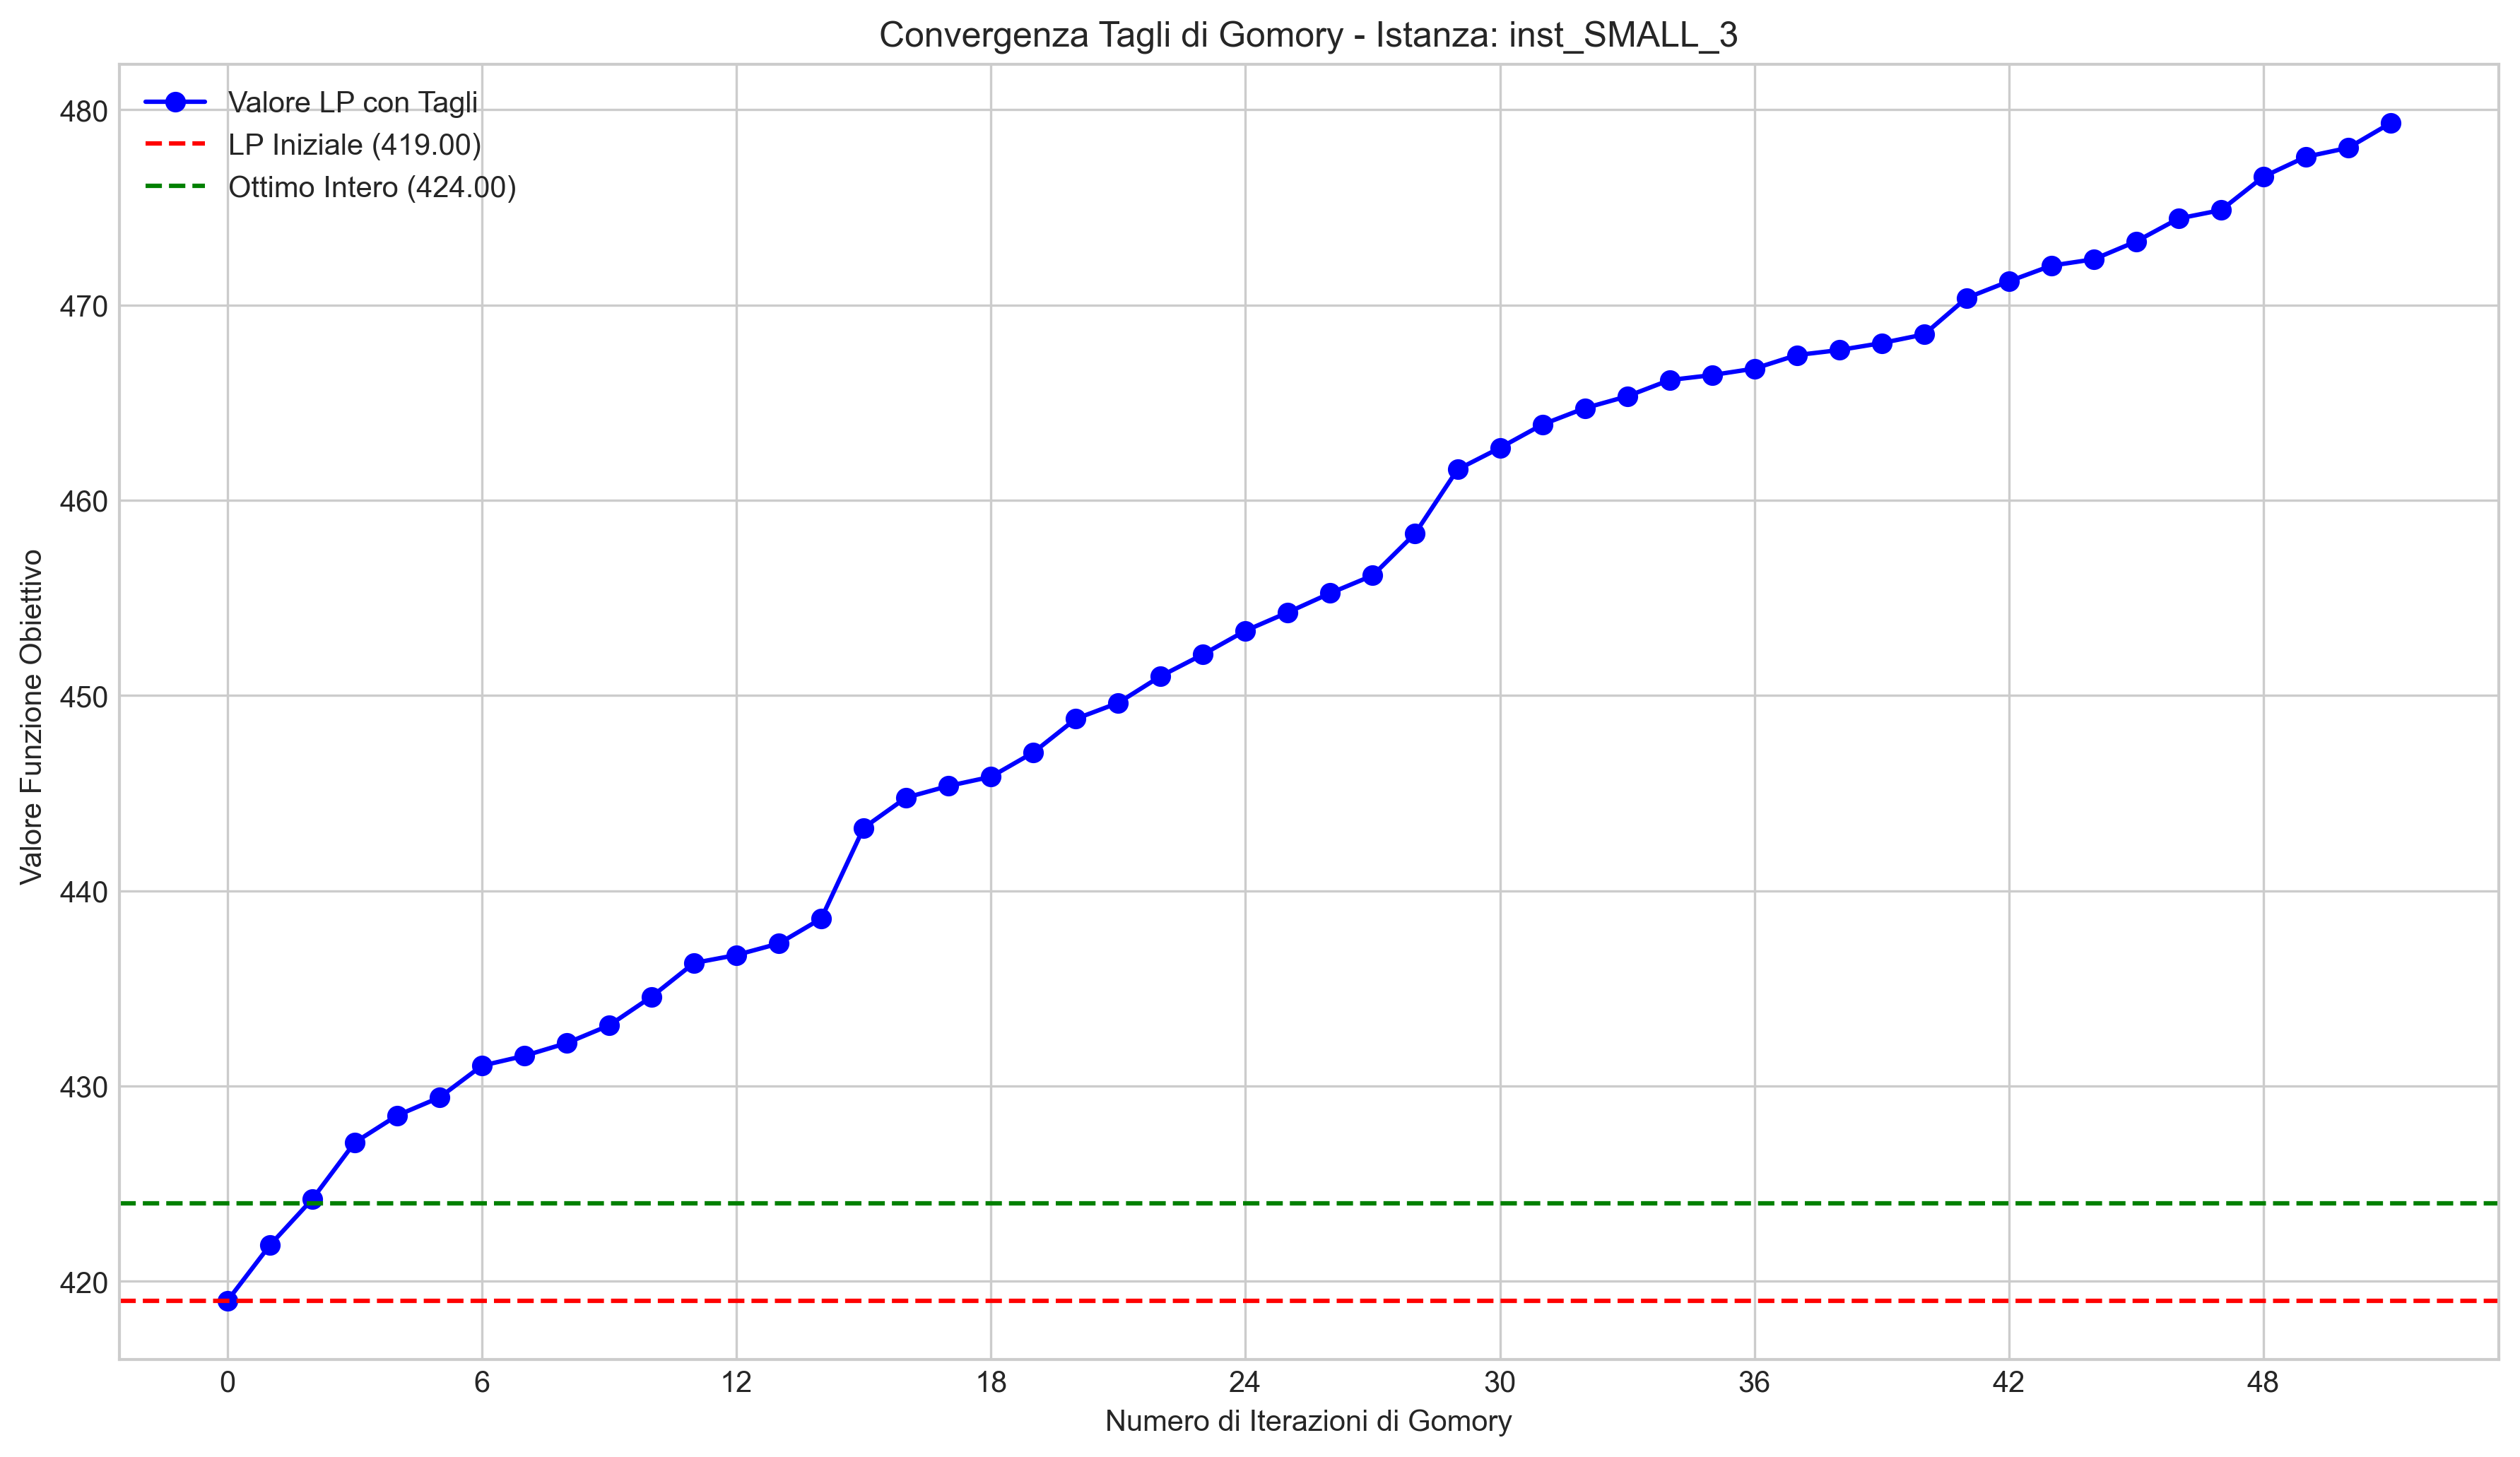 Convergenza Tagli di Gomory - Istanza: inst_SMALL_3
Valore LP con Tagli
LP Iniziale (419.00)
Ottimo Intero (424.00)
480
470
460
450
440
430
420
Valore Funzione Obiettivo
0 6 12 18 24 30 36 42 48
Numero di Iterazioni di Gomory